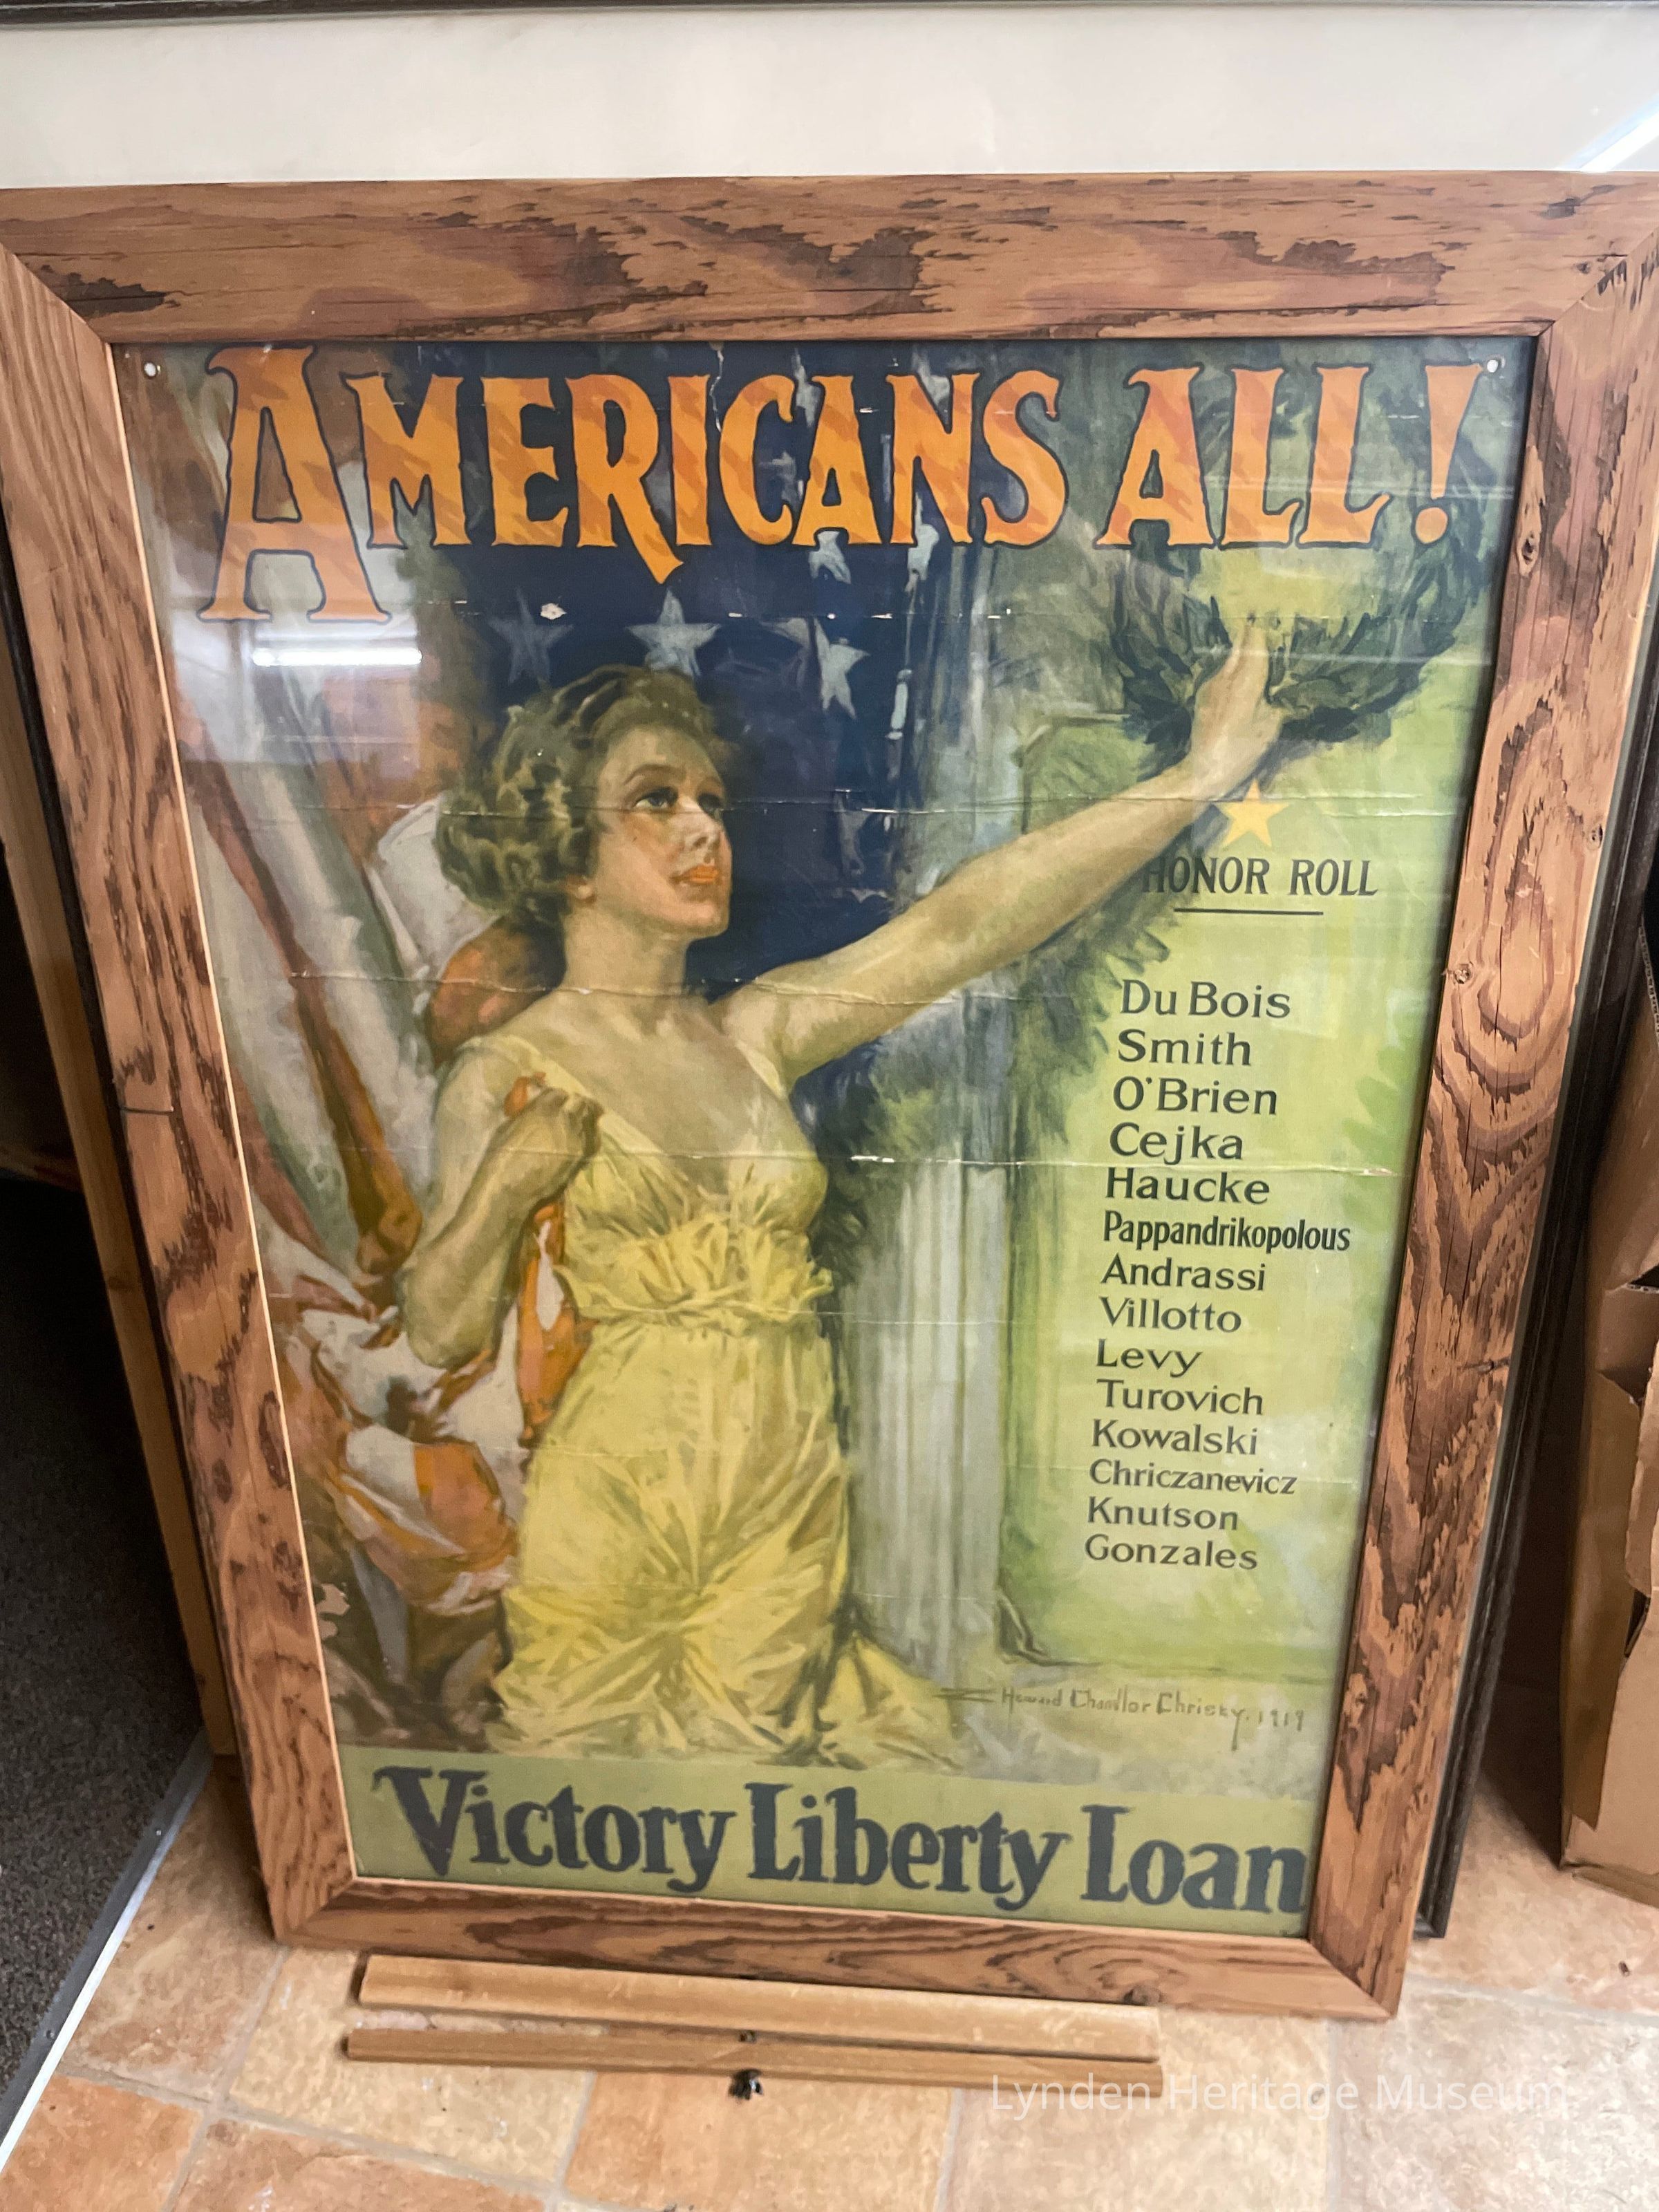 AMERICANS ALL!
HONOR ROLL
Du Bois
Smith
O'Brien
Cejka
Haucke
Pappandrikopolous
Andrassi
Villotto
Levy
Turovich
Kowalski
Chriczanevicz
Knutson
Gonzales
Howard Chandler Christy. 1919
Victory Liberty Loan
Lynden Heritage Museum